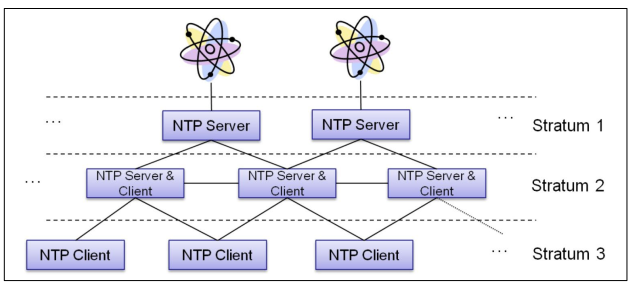 ... NTP Server NTP Server ... Stratum 1
... NTP Server & Client NTP Server & Client NTP Server & Client Stratum 2
NTP Client NTP Client NTP Client ... Stratum 3